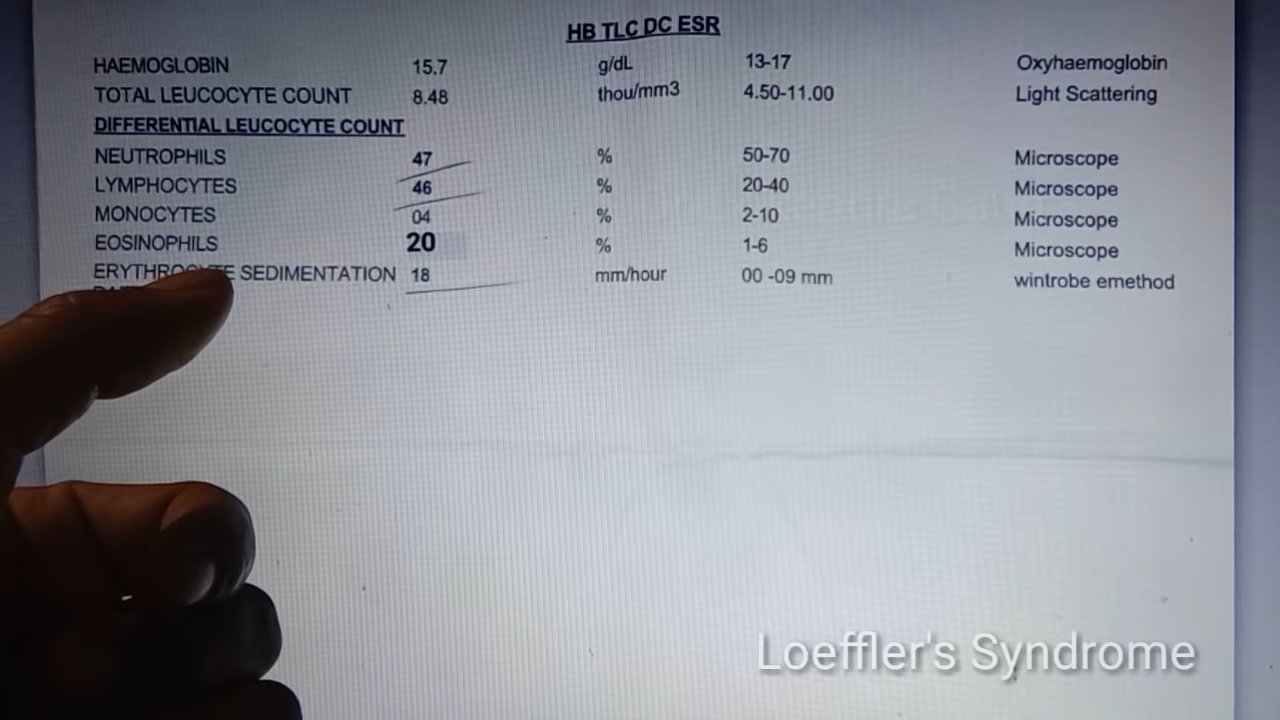 HB TLC DC ESR
HAEMOGLOBIN 15.7 g/dL 13-17 Oxyhaemoglobin
TOTAL LEUCOCYTE COUNT 8.48 thou/mm3 4.50-11.00 Light Scattering
DIFFERENTIAL LEUCOCYTE COUNT
NEUTROPHILS 47 % 50-70 Microscope
LYMPHOCYTES 46 % 20-40 Microscope
MONOCYTES 04 % 2-10 Microscope
EOSINOPHILS 20 % 1-6 Microscope
ERYTHROCYTE SEDIMENTATION 18 mm/hour 00 -09 mm wintrobe emethod
Loeffler's Syndrome